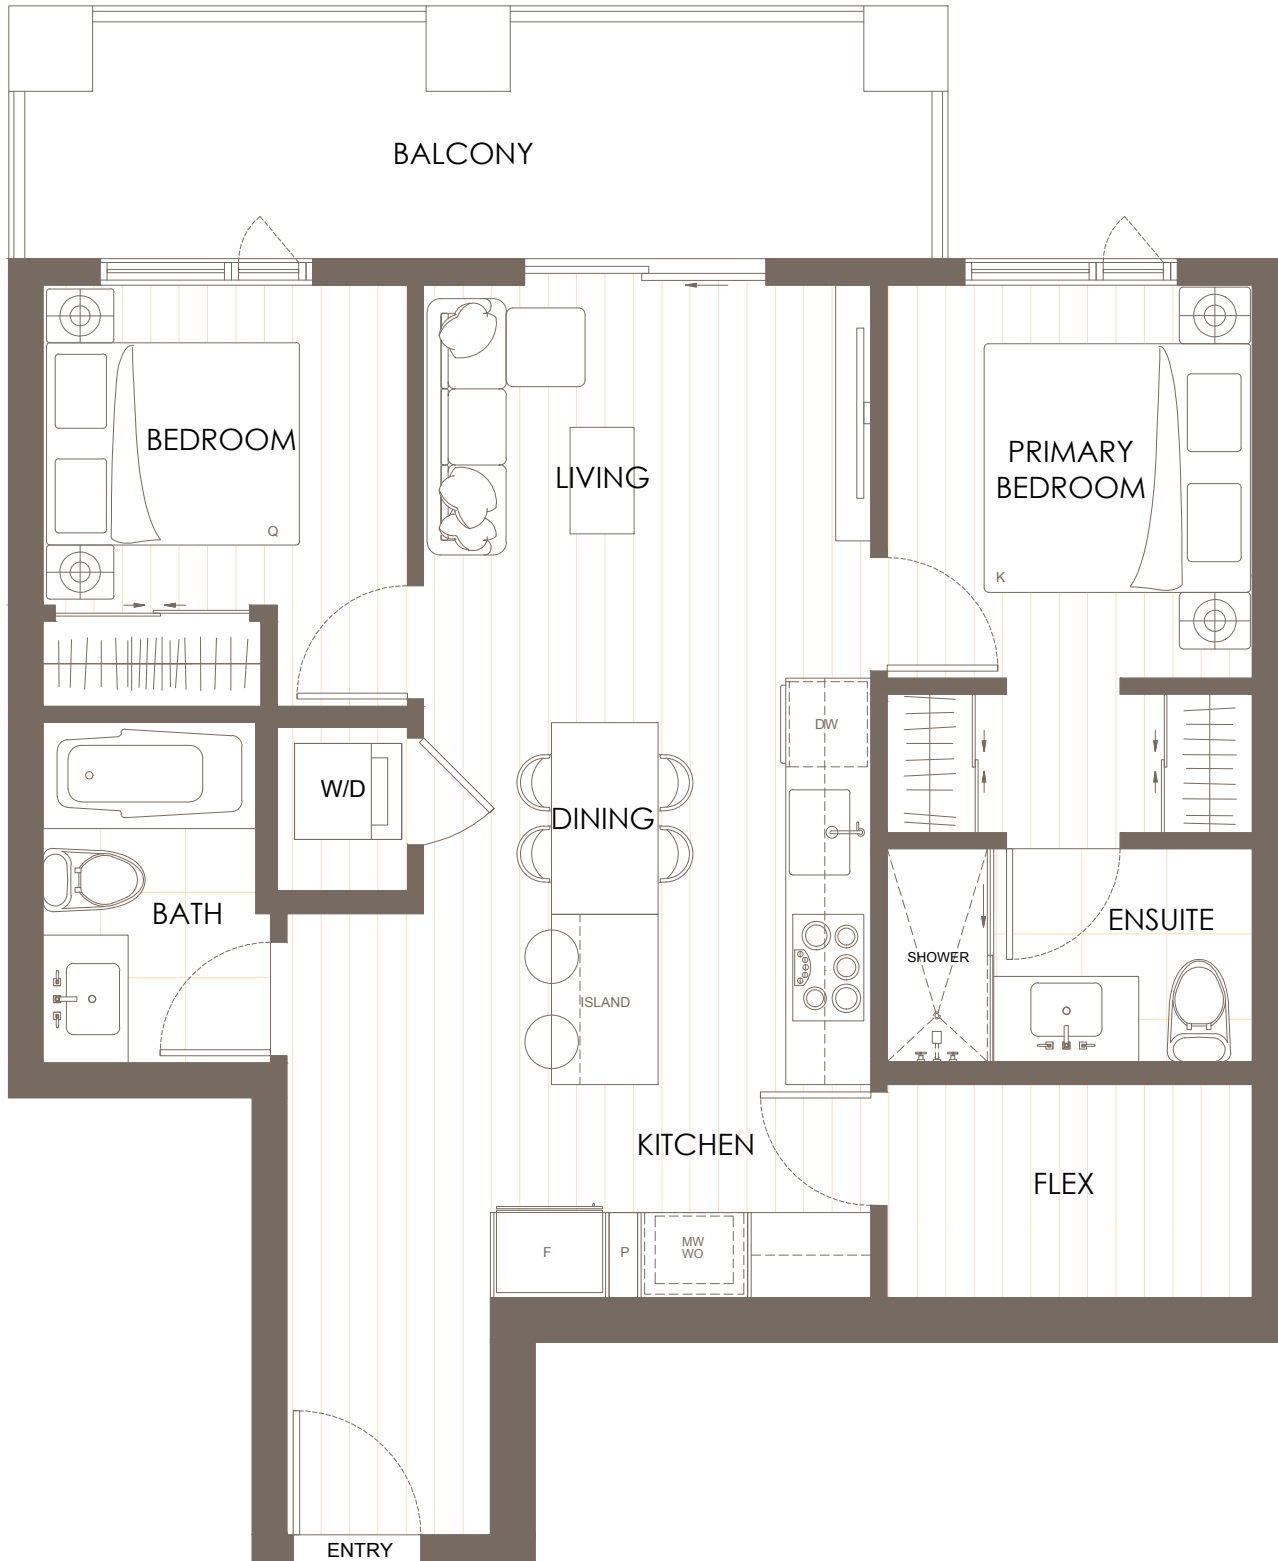 BALCONY
BEDROOM
Q
LIVING
PRIMARY
BEDROOM
K
DW
W/D
DINING
BATH
ENSUITE
SHOWER
ISLAND
KITCHEN
FLEX
F
P
MW
WO
ENTRY